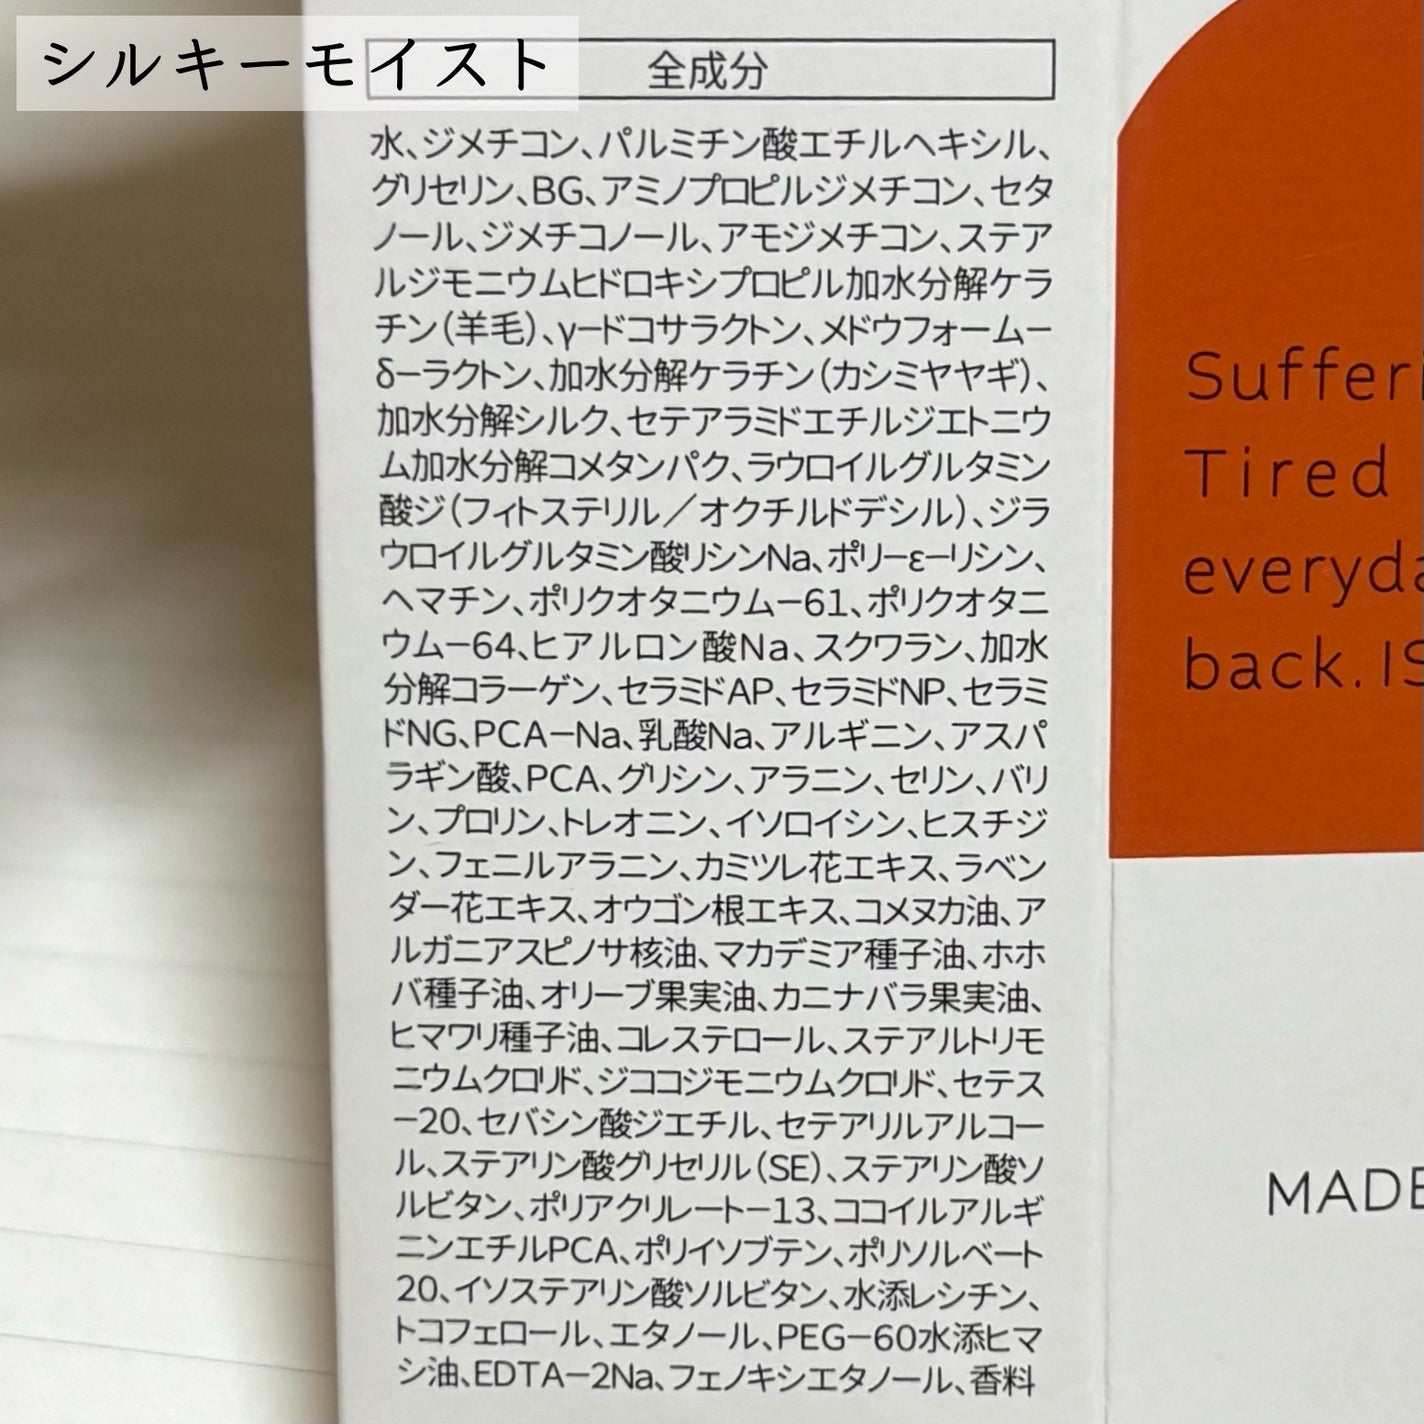 シルキーモイスト
全成分
水、ジメチコン、パルミチン酸エチルヘキシル、
グリセリン、BG、アミノプロピルジメチコン、セタ
ノール、ジメチコノール、アモジメチコン、ステア
ルジモニウムヒドロキシプロピル加水分解ケラ
チン(羊毛)、γードコサラクトン、メドウフォームー
δーラクトン、加水分解ケラチン(カシミヤヤギ)、
加水分解シルク、セテアラミドエチルジエトニウ
ム加水分解コメタンパク、ラウロイルグルタミン
酸ジ(フィトステリル/オクチルドデシル)、ジラ
ウロイルグルタミン酸リシンNa、ポリーεーリシン、
ヘマチン、ポリクオタニウムー61、ポリクオタニ
ウムー64、ヒアルロン酸Na、スクワラン、加水
分解コラーゲン、セラミドAP、セラミドNP、セラミ
ドNG、PCAーNa、乳酸Na、アルギニン、アスパ
ラギン酸、PCA、グリシン、アラニン、セリン、バリ
ン、プロリン、トレオニン、イソロイシン、ヒスチジ
ン、フェニルアラニン、カミツレ花エキス、ラベン
ダー花エキス、オウゴン根エキス、コメヌカ油、ア
ルガニアスピノサ核油、マカデミア種子油、ホホ
バ種子油、オリーブ果実油、カニナバラ果実油、
ヒマワリ種子油、コレステロール、ステアルトリモ
ニウムクロリド、ジココジモニウムクロリド、セテス
ー20、セバシン酸ジエチル、セテアリルアルコー
ル、ステアリン酸グリセリル(SE)、ステアリン酸ソ
ルビタン、ポリアクリレートー13、ココイルアルギ
ニンエチルPCA、ポリイソブテン、ポリソルベート
20、イソステアリン酸ソルビタン、水添レシチン、
トコフェロール、エタノール、PEGー60水添ヒマ
シ油、EDTAー2Na、フェノキシエタノール、香料
Tired
back.